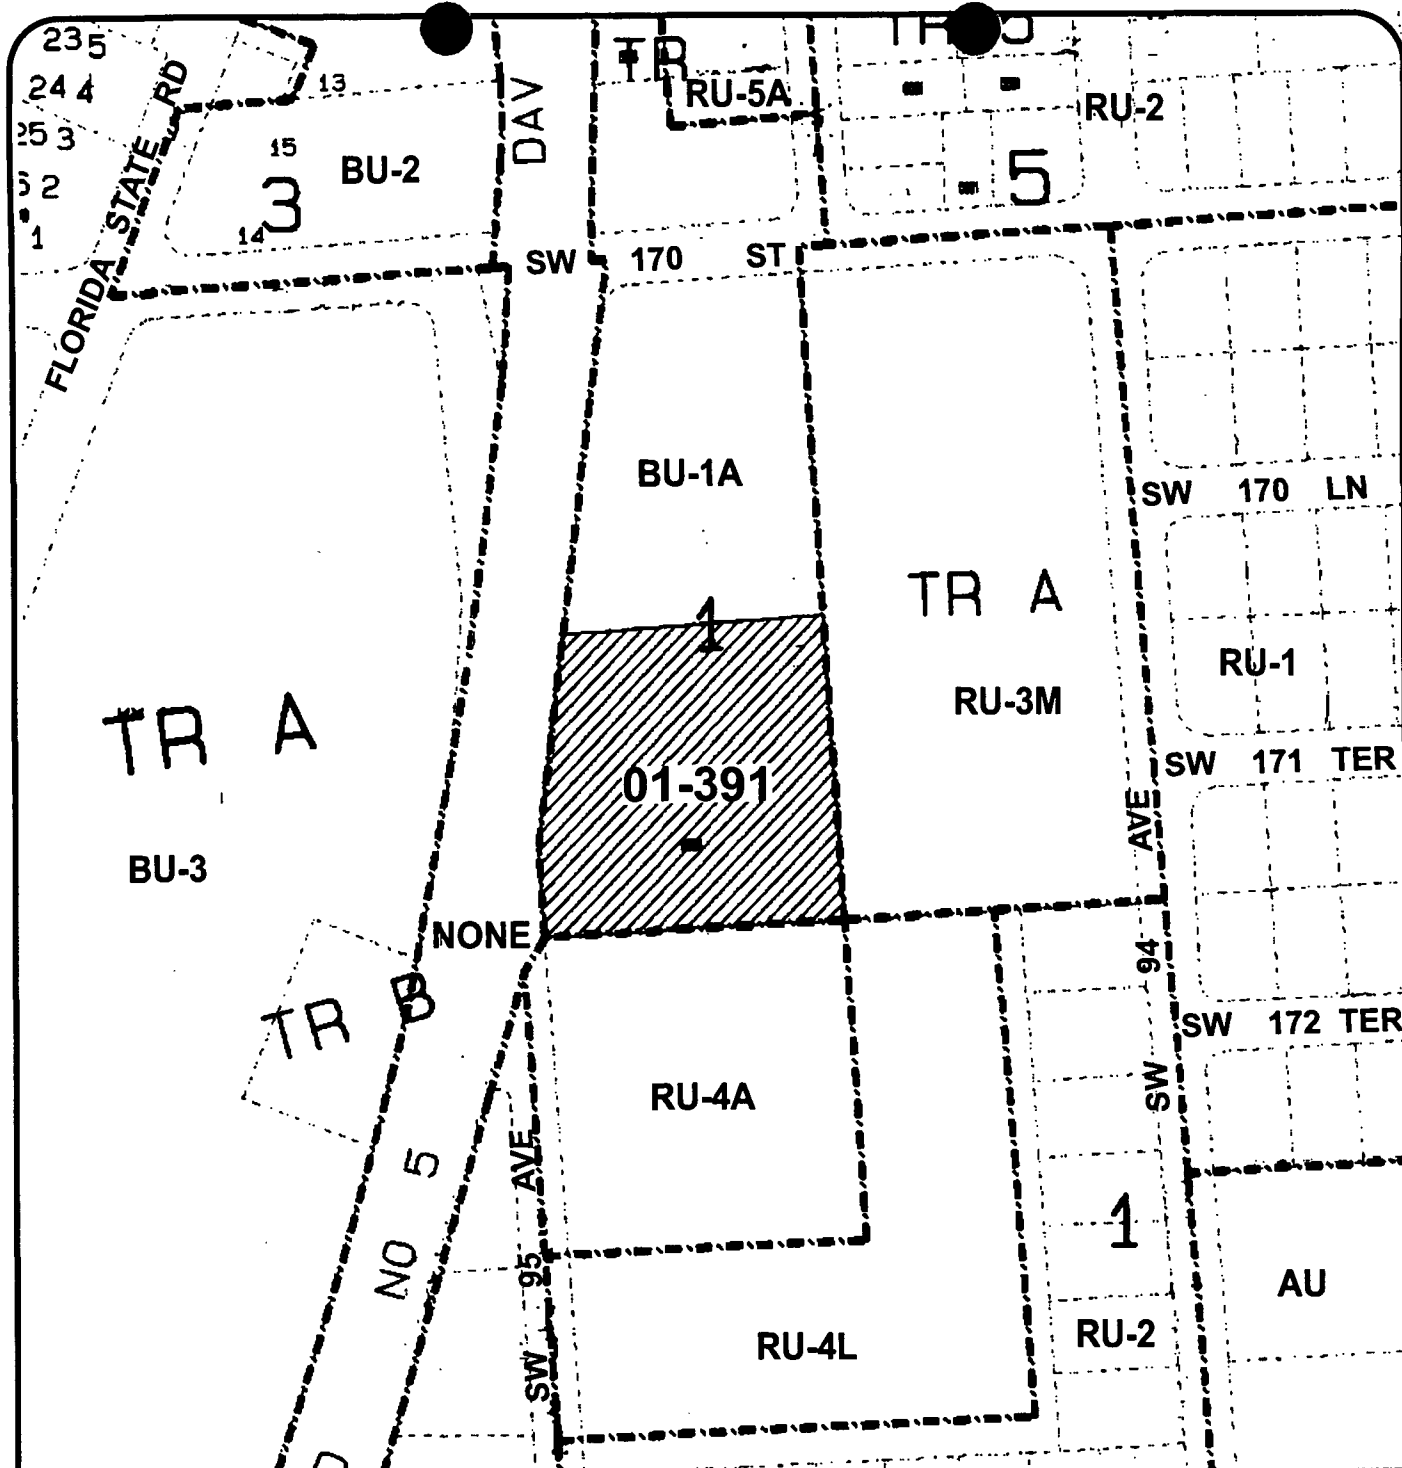 23 5
24 4
25 3
6 2
1
FLORIDA STATE RD
13
15
3
14
BU-2
DAV
TR
RU-5A
TR
5
RU-2
SW 170 ST
BU-1A
1
01-391
TR A
RU-3M
SW 170 LN
RU-1
SW 171 TER
SW 94 AVE
SW 172 TER
TR A
BU-3
NONE
TR B
3
RU-4A
NO 5
SW 95 AVE
RU-4L
1
RU-2
AU